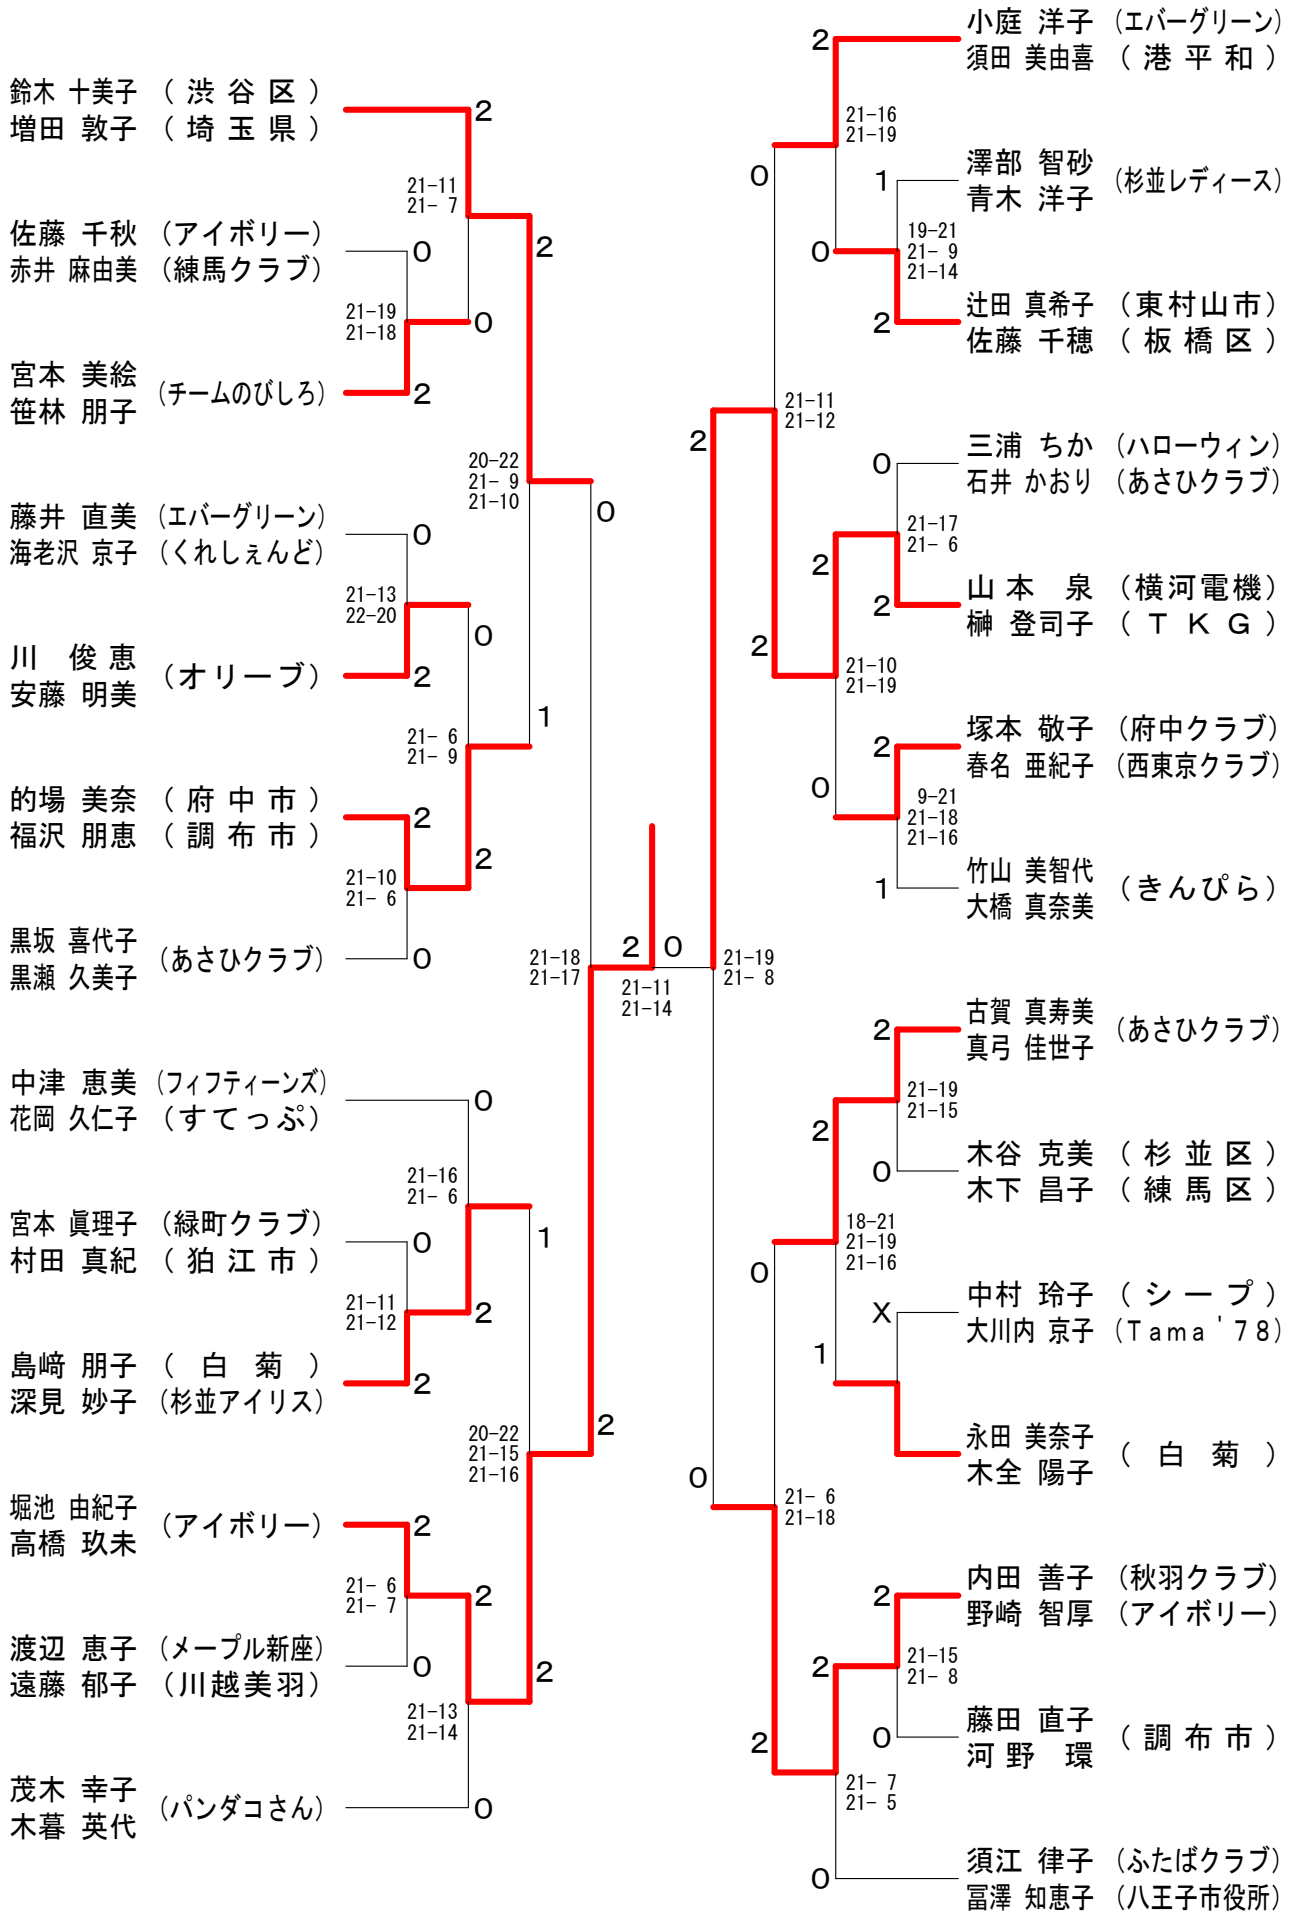 鈴木 十美子 （ 渋 谷 区 ）
増田 敦子 （ 埼 玉 県 ）
2
21-11
21- 7
佐藤 千秋 （アイボリー）
赤井 麻由美 （練馬クラブ）
0
2
21-19
21-18
0
宮本 美絵
笹林 朋子
（チームのびしろ）
2
20-22
21- 9
21-10
0
藤井 直美 （エバーグリーン）
海老沢 京子 （くれしぇんど）
0
21-13
22-20
0
川 俊恵
安藤 明美
（オリーブ）
2
1
21- 6
21- 9
的場 美奈 （ 府 中 市 ）
福沢 朋恵 （ 調 布 市 ）
2
2
21-10
21- 6
黒坂 喜代子
黒瀬 久美子
（あさひクラブ）
0
21-18
21-17
2
0
21-11
21-14
中津 恵美 （フィフティーンズ）
花岡 久仁子 （すてっぷ）
0
21-16
21- 6
宮本 眞理子 （緑町クラブ）
村田 真紀 （ 狛 江 市 ）
0
1
21-11
21-12
2
島﨑 朋子 （ 白 菊 ）
深見 妙子 （杉並アイリス）
2
20-22
21-15
21-16
2
堀池 由紀子
高橋 玖未
（アイボリー）
2
21- 6
21- 7
2
渡辺 恵子 （メープル新座）
遠藤 郁子 （川越美羽）
0
2
21-13
21-14
茂木 幸子
木暮 英代
（パンダコさん）
0
小庭 洋子 （エバーグリーン）
須田 美由喜 （ 港 平 和 ）
2
21-16
21-19
0
澤部 智砂
青木 洋子
（杉並レディース）
1
19-21
21- 9
21-14
0
辻田 真希子 （東村山市）
佐藤 千穂 （ 板 橋 区 ）
2
21-11
21-12
2
三浦 ちか （ハローウィン）
石井 かおり （あさひクラブ）
0
21-17
21- 6
2
山本 泉 （横河電機）
榊 登司子 （ Ｔ Ｋ Ｇ ）
2
2
21-10
21-19
塚本 敬子 （府中クラブ）
春名 亜紀子 （西東京クラブ）
2
0
9-21
21-18
21-16
竹山 美智代
大橋 真奈美
（きんぴら）
1
21-19
21- 8
古賀 真寿美
真弓 佳世子
（あさひクラブ）
2
21-19
21-15
2
木谷 克美 （ 杉 並 区 ）
木下 昌子 （ 練 馬 区 ）
0
18-21
21-19
21-16
0
中村 玲子 （ シ ー プ ）
大川内 京子 （Ｔａｍａ＇７８）
X
1
永田 美奈子
木全 陽子
（ 白 菊 ）
0
21- 6
21-18
内田 善子 （秋羽クラブ）
野崎 智厚 （アイボリー）
2
21-15
21- 8
2
藤田 直子
河野 環
（ 調 布 市 ）
0
2
21- 7
21- 5
須江 律子 （ふたばクラブ）
冨澤 知恵子 （八王子市役所）
0